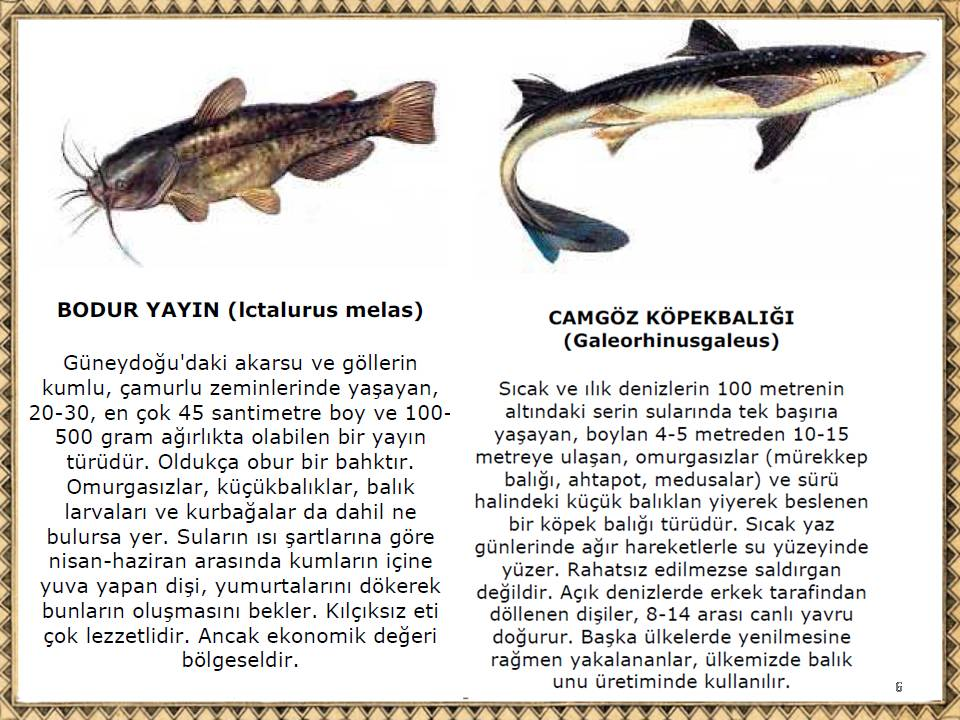 BODUR YAYIN (lctalurus melas)
Güneydoğu'daki akarsu ve göllerin
kumlu, çamurlu zeminlerinde yaşayan,
20-30, en çok 45 santimetre boy ve 100-
500 gram ağırlıkta olabilen bir yayın
türüdür. Oldukça obur bir bahktır.
Omurgasızlar, küçükbalıklar, balık
larvaları ve kurbağalar da dahil ne
bulursa yer. Suların ısı şartlarına göre
nisan-haziran arasında kumların içine
yuva yapan dişi, yumurtalarını dökerek
bunların oluşmasını bekler. Kılçıksız eti
çok lezzetlidir. Ancak ekonomik değeri
bölgeseldir.
CAMGÖZ KÖPEKBALIĞI
(Galeorhinusgaleus)
Sıcak ve ılık denizlerin 100 metrenin
altındaki serin sularında tek başırıa
yaşayan, boylan 4-5 metreden 10-15
metreye ulaşan, omurgasızlar (mürekkep
balığı, ahtapot, medusalar) ve sürü
halindeki küçük balıklan yiyerek beslenen
bir köpek balığı türüdür. Sıcak yaz
günlerinde ağır hareketlerle su yüzeyinde
yüzer. Rahatsız edilmezse saldırgan
değildir. Açık denizlerde erkek tarafından
döllenen dişiler, 8-14 arası canlı yavru
doğurur. Başka ülkelerde yenilmesine
rağmen yakalananlar, ülkemizde balık
unu üretiminde kullanılır.